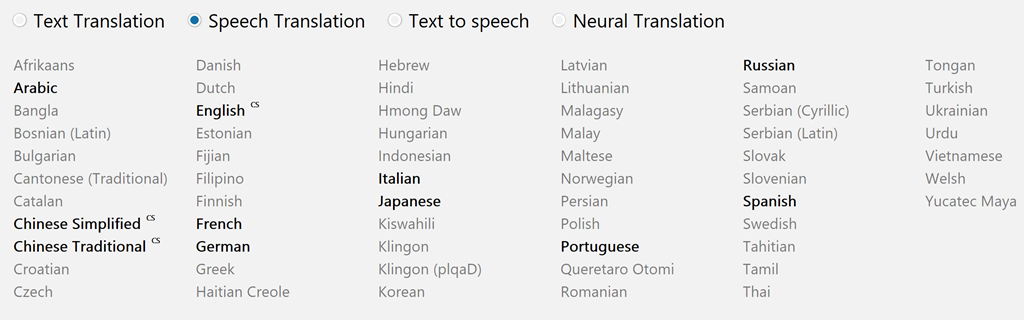 Text Translation Speech Translation Text to speech Neural Translation
Afrikaans
Arabic
Bangla
Bosnian (Latin)
Bulgarian
Cantonese (Traditional)
Catalan
Chinese Simplified CS
Chinese Traditional CS
Croatian
Czech
Danish
Dutch
English CS
Estonian
Fijian
Filipino
Finnish
French
German
Greek
Haitian Creole
Hebrew
Hindi
Hmong Daw
Hungarian
Indonesian
Italian
Japanese
Kiswahili
Klingon
Klingon (plqaD)
Korean
Latvian
Lithuanian
Malagasy
Malay
Maltese
Norwegian
Persian
Polish
Portuguese
Queretaro Otomi
Romanian
Russian
Samoan
Serbian (Cyrillic)
Serbian (Latin)
Slovak
Slovenian
Spanish
Swedish
Tahitian
Tamil
Thai
Tongan
Turkish
Ukrainian
Urdu
Vietnamese
Welsh
Yucatec Maya